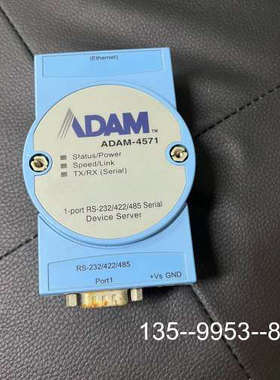 (Ethernet)
ADAM™
ADAM-4571
Status/Power
Speed/Link
TX/RX (Serial)
1-port RS-232/422/485 Serial
Device Server
RS-232/422/485
Port1 +Vs GND
135--9953--8